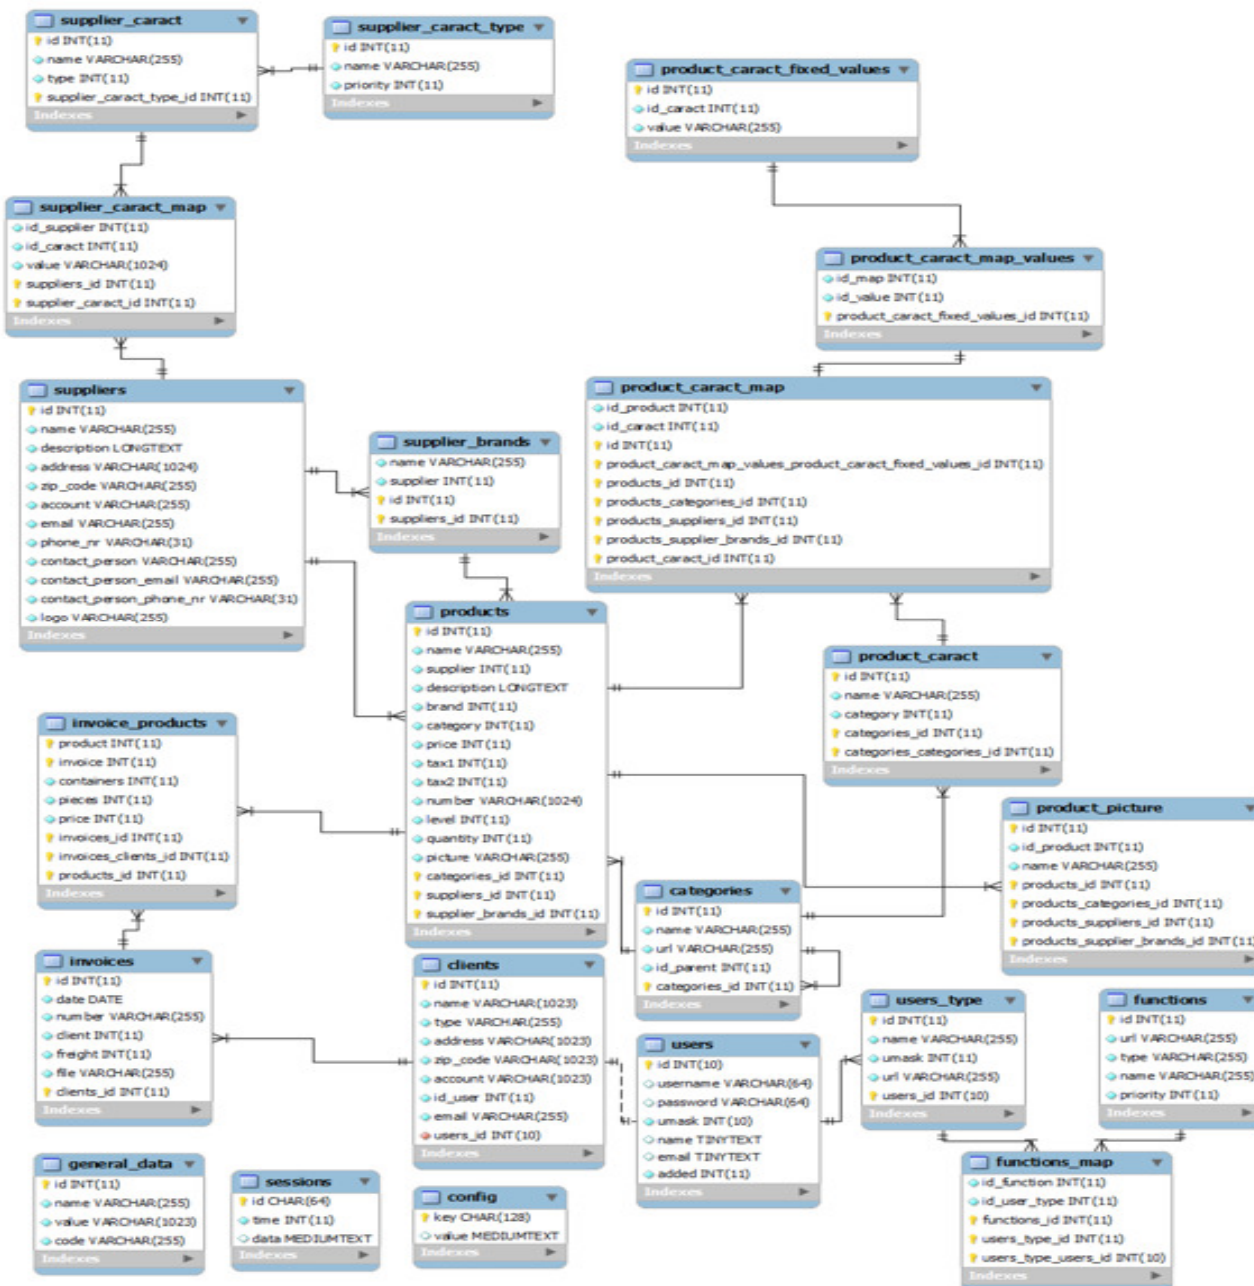 supplier_caract
id INT(11)
name VARCHAR(255)
type INT(11)
supplier_caract_type_id INT(11)
Indexes
supplier_caract_type
id INT(11)
name VARCHAR(255)
priority INT(11)
Indexes
product_caract_fixed_values
id INT(11)
id_caract INT(11)
value VARCHAR(255)
Indexes
supplier_caract_map
id_supplier INT(11)
id_caract INT(11)
value VARCHAR(1024)
suppliers_id INT(11)
supplier_caract_id INT(11)
Indexes
product_caract_map_values
id_map INT(11)
id_value INT(11)
product_caract_fixed_values_id INT(11)
Indexes
suppliers
id INT(11)
name VARCHAR(255)
description LONGTEXT
address VARCHAR(1024)
zip_code VARCHAR(255)
account VARCHAR(255)
email VARCHAR(255)
phone_nr VARCHAR(31)
contact_person VARCHAR(255)
contact_person_email VARCHAR(255)
contact_person_phone_nr VARCHAR(31)
logo VARCHAR(255)
Indexes
supplier_brands
name VARCHAR(255)
supplier INT(11)
id INT(11)
suppliers_id INT(11)
Indexes
product_caract_map
id_product INT(11)
id_caract INT(11)
id INT(11)
product_caract_map_values_product_caract_fixed_values_id INT(11)
products_id INT(11)
products_categories_id INT(11)
products_suppliers_id INT(11)
products_supplier_brands_id INT(11)
product_caract_id INT(11)
Indexes
products
id INT(11)
name VARCHAR(255)
supplier INT(11)
description LONGTEXT
brand INT(11)
category INT(11)
price INT(11)
tax1 INT(11)
tax2 INT(11)
number VARCHAR(1024)
level INT(11)
quantity INT(11)
picture VARCHAR(255)
categories_id INT(11)
suppliers_id INT(11)
supplier_brands_id INT(11)
Indexes
product_caract
id INT(11)
name VARCHAR(255)
category INT(11)
categories_id INT(11)
categories_categories_id INT(11)
Indexes
invoice_products
product INT(11)
invoice INT(11)
containers INT(11)
pieces INT(11)
price INT(11)
invoices_id INT(11)
invoices_clients_id INT(11)
products_id INT(11)
Indexes
product_picture
id INT(11)
id_product INT(11)
name VARCHAR(255)
products_id INT(11)
products_categories_id INT(11)
products_suppliers_id INT(11)
products_supplier_brands_id INT(11
Indexes
categories
id INT(11)
name VARCHAR(255)
url VARCHAR(255)
id_parent INT(11)
categories_id INT(11)
Indexes
invoices
id INT(11)
date DATE
number VARCHAR(255)
client INT(11)
freight INT(11)
file VARCHAR(255)
clients_id INT(11)
Indexes
clients
id INT(11)
name VARCHAR(1023)
type VARCHAR(255)
address VARCHAR(1023)
zip_code VARCHAR(1023)
account VARCHAR(1023)
id_user INT(11)
email VARCHAR(255)
users_id INT(10)
Indexes
users
id INT(10)
username VARCHAR(64)
password VARCHAR(64)
umask INT(10)
name TINYTEXT
email TINYTEXT
added INT(11)
Indexes
users_type
id INT(11)
name VARCHAR(255)
umask INT(11)
url VARCHAR(255)
users_id INT(10)
Indexes
functions
id INT(11)
url VARCHAR(255)
type VARCHAR(255)
name VARCHAR(255)
priority INT(11)
Indexes
general_data
id INT(11)
name VARCHAR(255)
value VARCHAR(1023)
code VARCHAR(255)
Indexes
sessions
id CHAR(64)
time INT(11)
data MEDIUMTEXT
Indexes
config
key CHAR(128)
value MEDIUMTEXT
Indexes
functions_map
id_function INT(11)
id_user_type INT(11)
functions_id INT(11)
users_type_id INT(11)
users_type_users_id INT(10)
Indexes